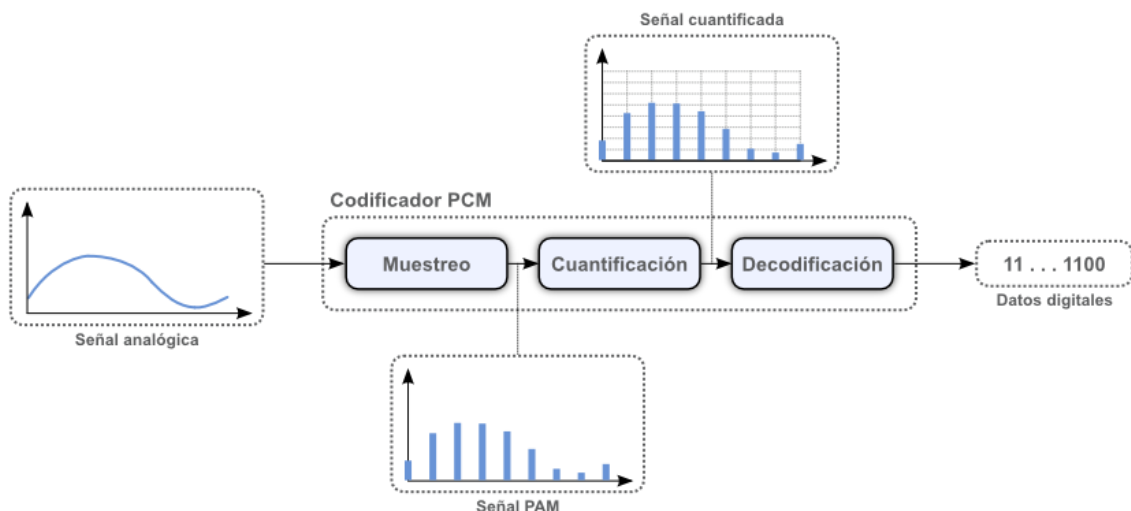 Señal cuantificada
Codificador PCM
Muestreo
Cuantificación
Decodificación
11 . . . 1100
Datos digitales
Señal analógica
Señal PAM